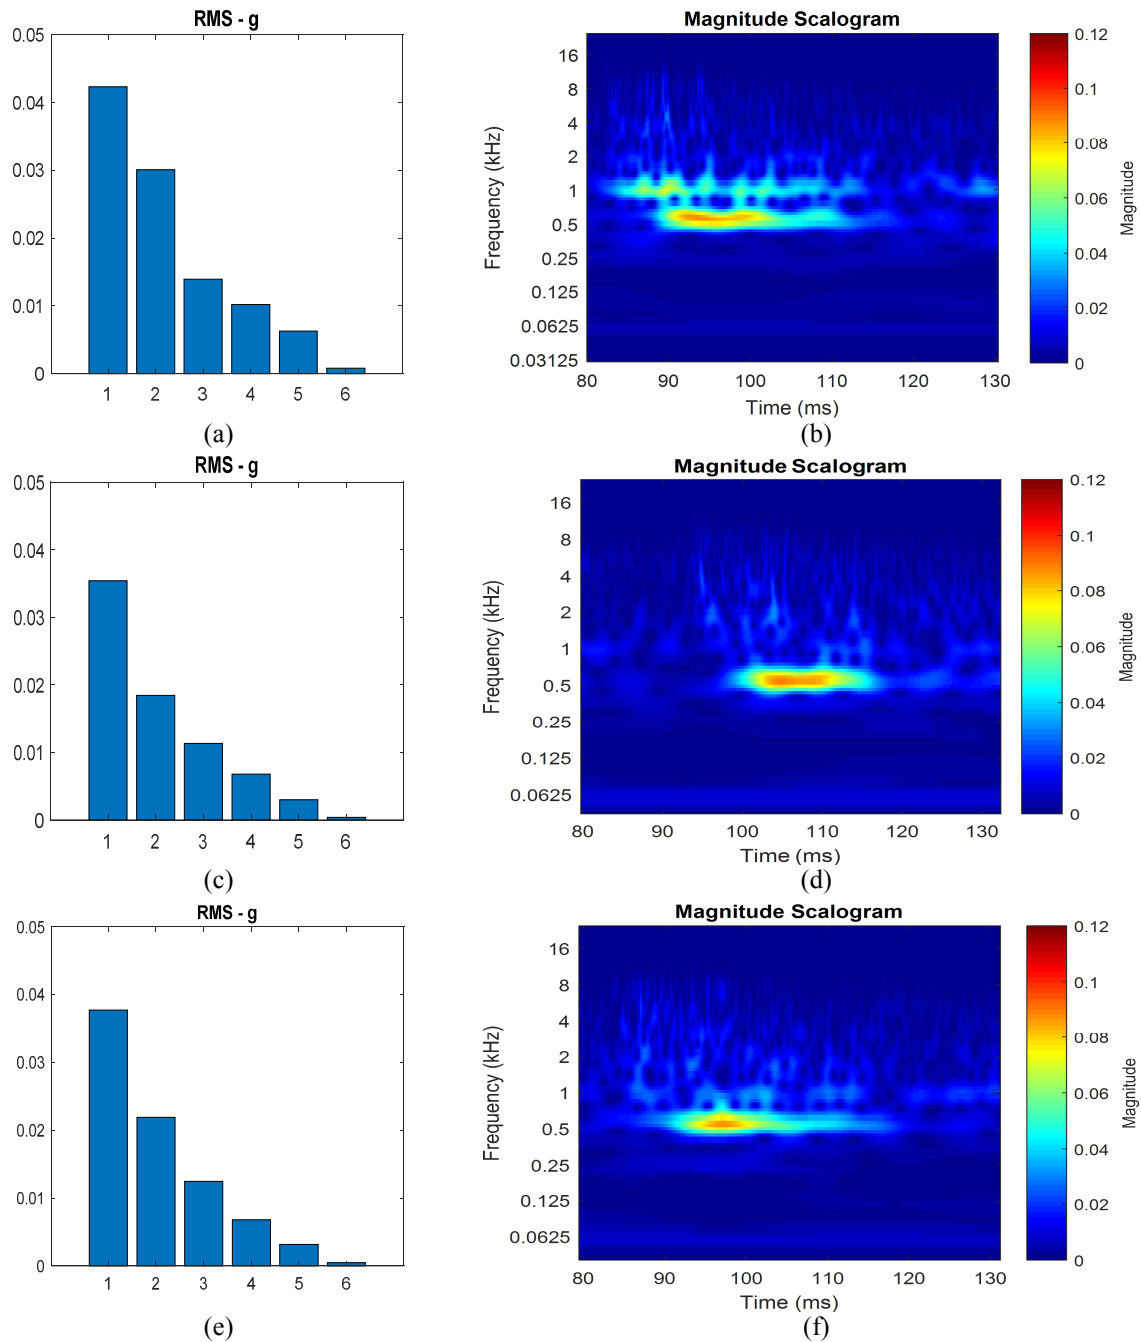 RMS - g
0.05
0.04
0.03
0.02
0.01
0
1 2 3 4 5 6
(a)
Magnitude Scalogram
Frequency (kHz)
16
8
4
2
1
0.5
0.25
0.125
0.0625
0.03125
80 90 100 110 120 130
Time (ms)
0.12
0.1
0.08
0.06
0.04
0.02
0
Magnitude
(b)
RMS - g
0.05
0.04
0.03
0.02
0.01
0
1 2 3 4 5 6
(c)
Magnitude Scalogram
Frequency (kHz)
16
8
4
2
1
0.5
0.25
0.125
0.0625
80 90 100 110 120 130
Time (ms)
0.12
0.1
0.08
0.06
0.04
0.02
0
Magnitude
(d)
RMS - g
0.05
0.04
0.03
0.02
0.01
0
1 2 3 4 5 6
(e)
Magnitude Scalogram
Frequency (kHz)
16
8
4
2
1
0.5
0.25
0.125
0.0625
80 90 100 110 120 130
Time (ms)
0.12
0.1
0.08
0.06
0.04
0.02
0
Magnitude
(f)